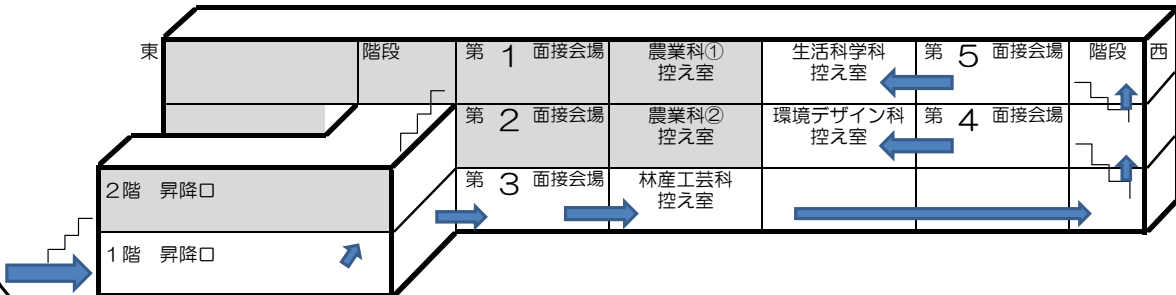 東 階段 第 1 面接会場 農業科① 生活科学科 第 5 面接会場 階段 西
控え室 控え室
第 2 面接会場 農業科② 環境デザイン科 第 4 面接会場
控え室 控え室
2階 昇降口 第 3 面接会場 林産工芸科
控え室
1階 昇降口